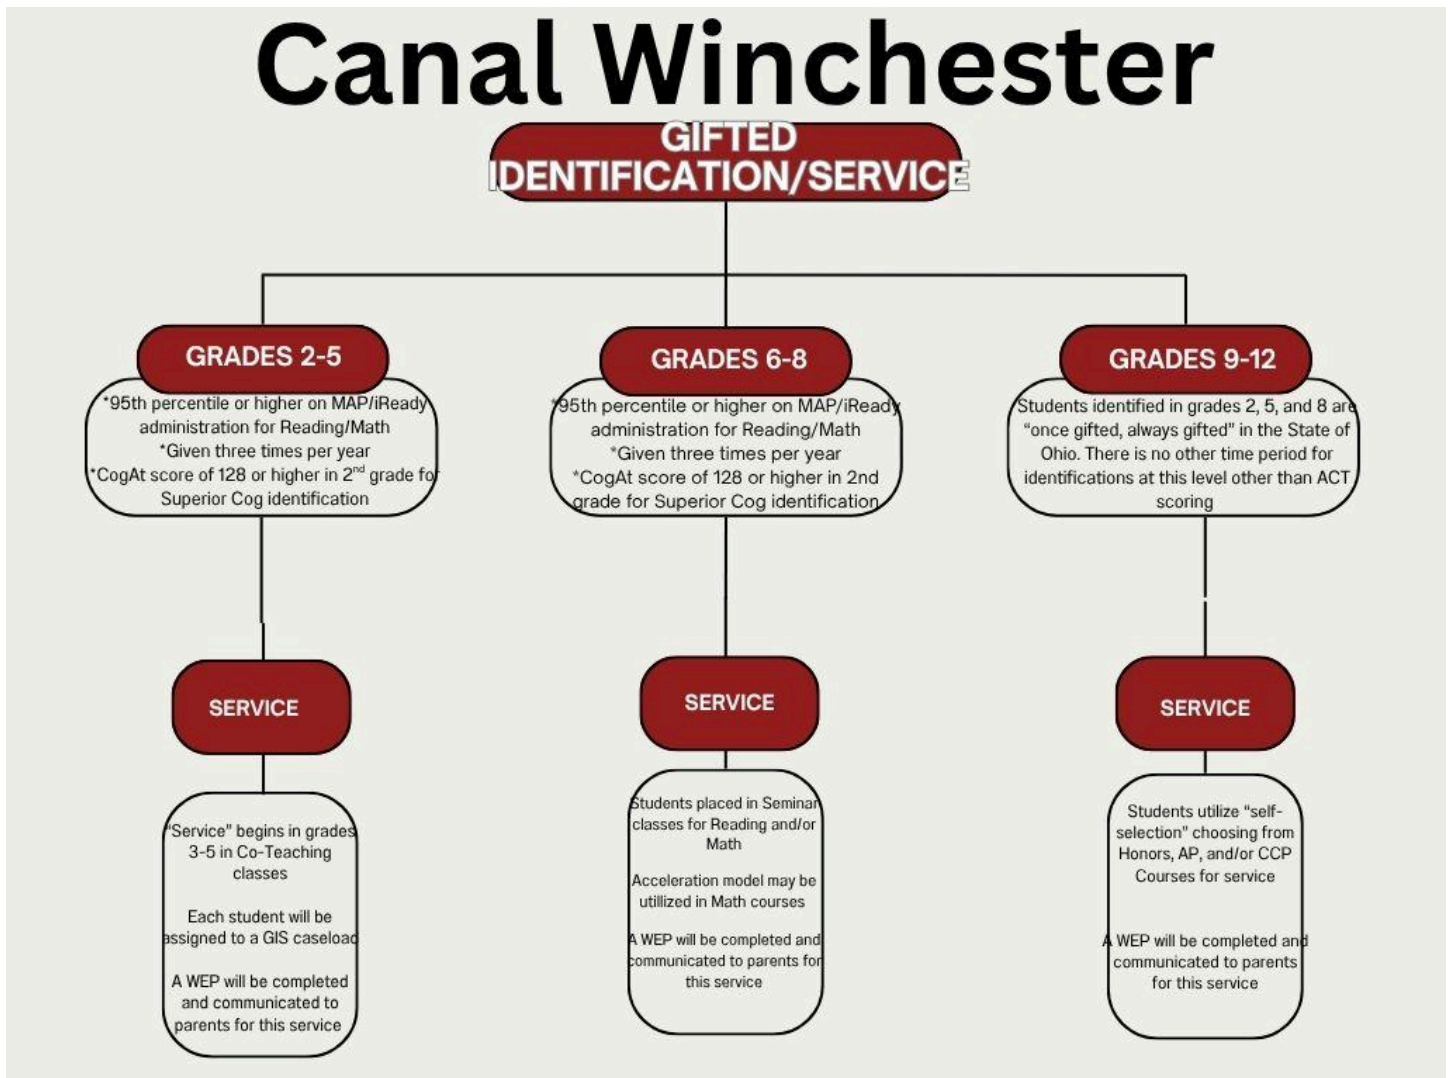 Canal Winchester
GIFTED
IDENTIFICATION/SERVICE
GRADES 2-5
*95th percentile or higher on MAP/iReady
administration for Reading/Math
*Given three times per year
*CogAt score of 128 or higher in 2nd grade for
Superior Cog identification
SERVICE
"Service" begins in grades
3-5 in Co-Teaching
classes
Each student will be
assigned to a GIS caseload
A WEP will be completed
and communicated to
parents for this service
GRADES 6-8
*95th percentile or higher on MAP/iReady
administration for Reading/Math
*Given three times per year
*CogAt score of 128 or higher in 2nd
grade for Superior Cog identification
SERVICE
Students placed in Seminar
classes for Reading and/or
Math
Acceleration model may be
utillized in Math courses
A WEP will be completed and
communicated to parents for
this service
GRADES 9-12
Students identified in grades 2, 5, and 8 are
“once gifted, always gifted” in the State of
Ohio. There is no other time period for
identifications at this level other than ACT
scoring
SERVICE
Students utilize “self-
selection” choosing from
Honors, AP, and/or CCP
Courses for service
A WEP will be completed and
communicated to parents
for this service